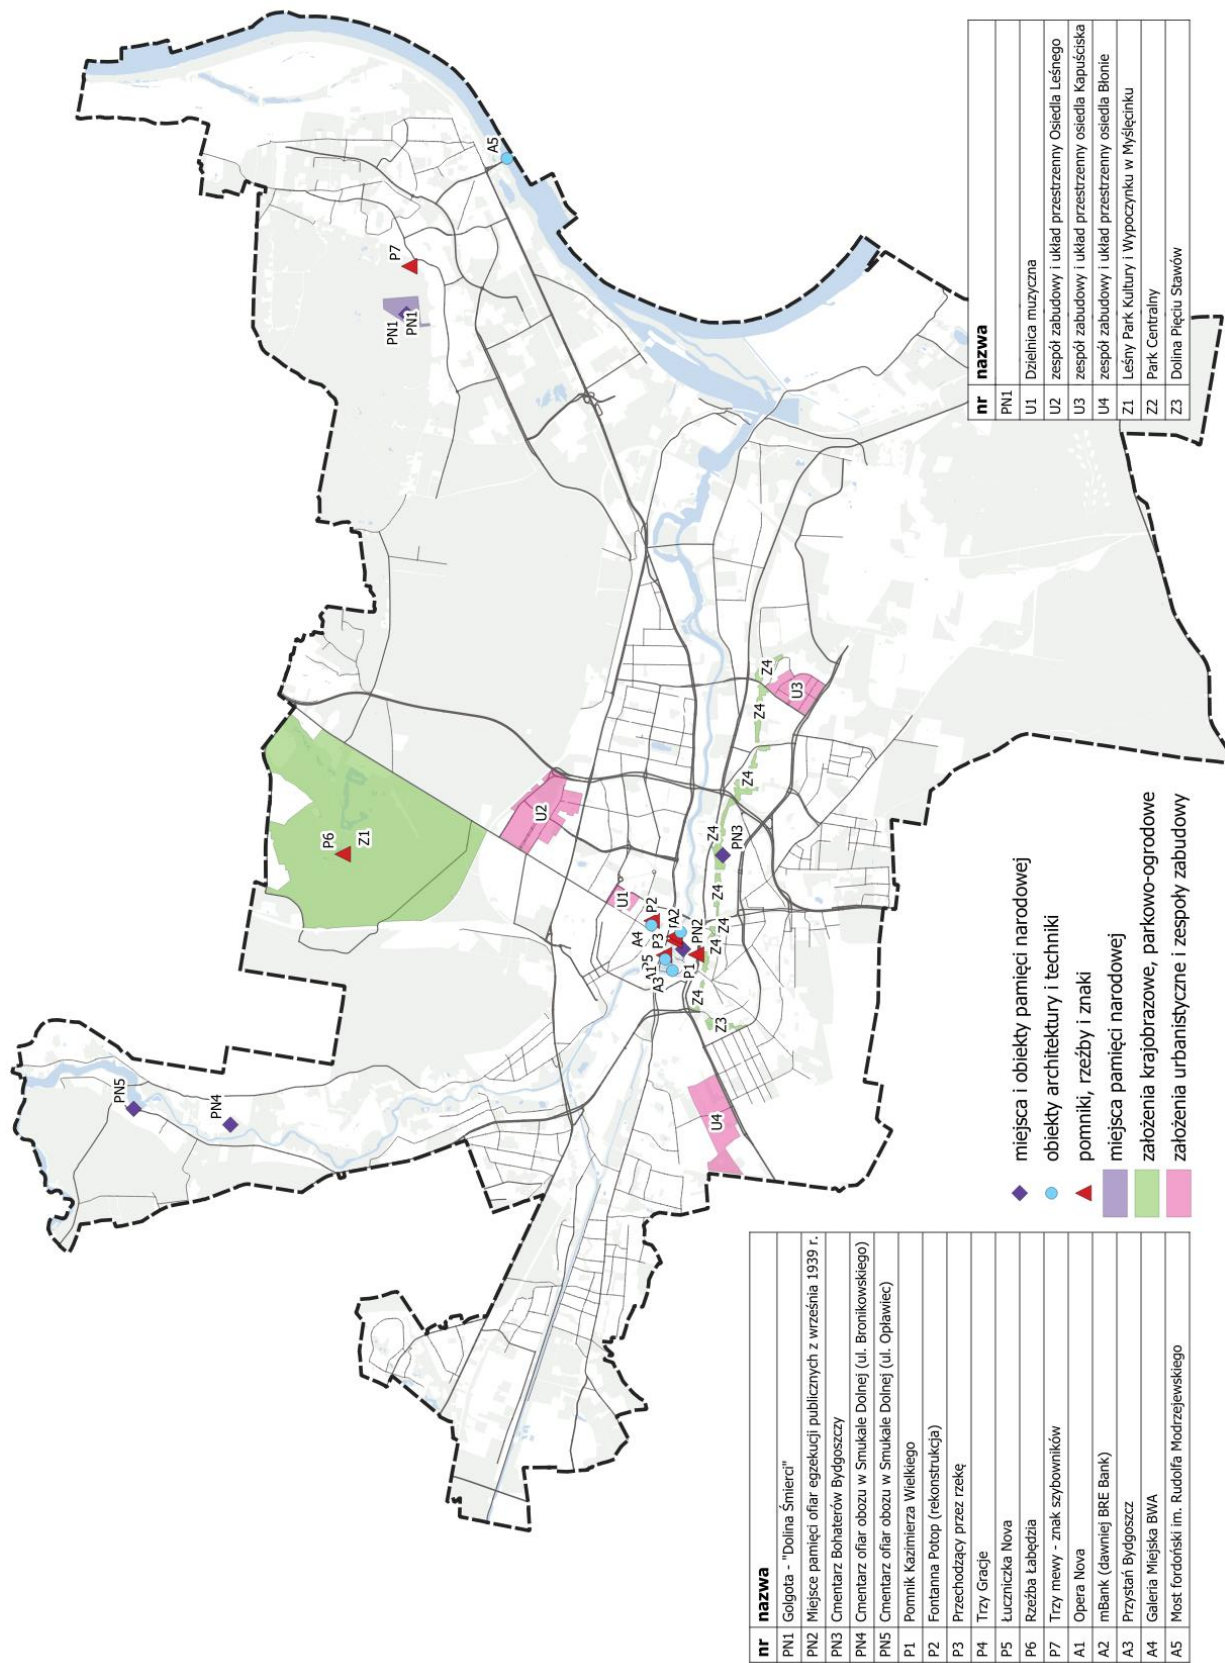 nr nazwa
PN1 Golgota - "Dolina Śmierci"
PN2 Miejsce pamięci ofiar egzekucji publicznych z września 1939 r.
PN3 Cmentarz Bohaterów Bydgoszczy
PN4 Cmentarz ofiar obozu w Smukale Dolnej (ul. Bronikowskiego)
PN5 Cmentarz ofiar obozu w Smukale Dolnej (ul. Opławiec)
P1 Pomnik Kazimierza Wielkiego
P2 Fontanna Potop (rekonstrukcja)
P3 Przechodzący przez rzekę
P4 Trzy Gracje
P5 Łuczniczka Nova
P6 Rzeźba Łabędzia
P7 Trzy mewy - znak szybowników
A1 Opera Nova
A2 mBank (dawniej BRE Bank)
A3 Przystań Bydgoszcz
A4 Galeria Miejska BWA
A5 Most fordoński im. Rudolfa Modrzejewskiego
miejsca i obiekty pamięci narodowej
obiekty architektury i techniki
pomniki, rzeźby i znaki
miejsca pamięci narodowej
założenia krajobrazowe, parkowo-ogrodowe
założenia urbanistyczne i zespoły zabudowy
nr nazwa
PN1
U1 Dzielnica muzyczna
U2 zespół zabudowy i układ przestrzenny Osiedla Leśnego
U3 zespół zabudowy i układ przestrzenny osiedla Kapuściska
U4 zespół zabudowy i układ przestrzenny osiedla Błonie
Z1 Leśny Park Kultury i Wypoczynku w Myślęcinku
Z2 Park Centralny
Z3 Dolina Pięciu Stawów
PN5
PN4
P6
Z1
U2
U1
P2
A4
P3
A2
P5
A1
A3
P1
PN2
Z4
Z4
Z4
Z4
Z4
PN3
Z4
Z4
Z4
U3
Z3
U4
PN1
PN1
P7
A5